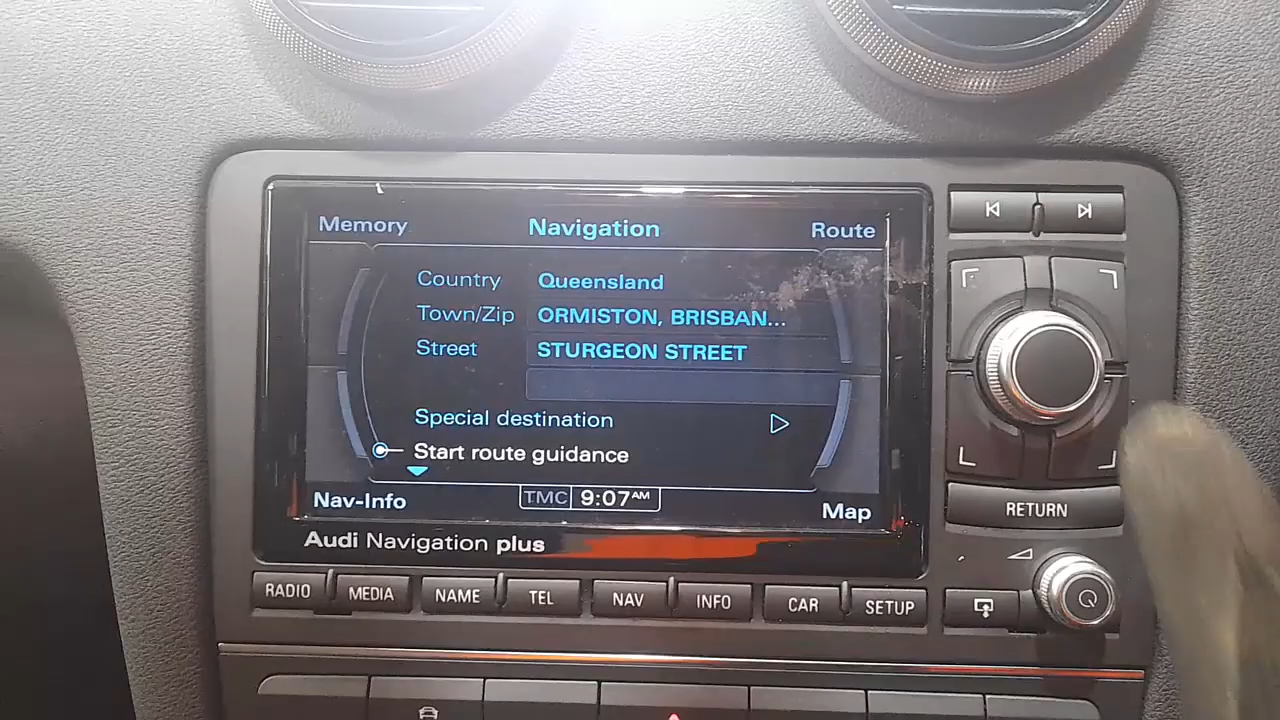 Memory Navigation Route
Country Queensland
Town/Zip ORMISTON, BRISBAN...
Street STURGEON STREET
Special destination
Start route guidance
Nav-Info TMC 9:07AM Map
Audi Navigation plus
RETURN
RADIO MEDIA NAME TEL NAV INFO CAR SETUP